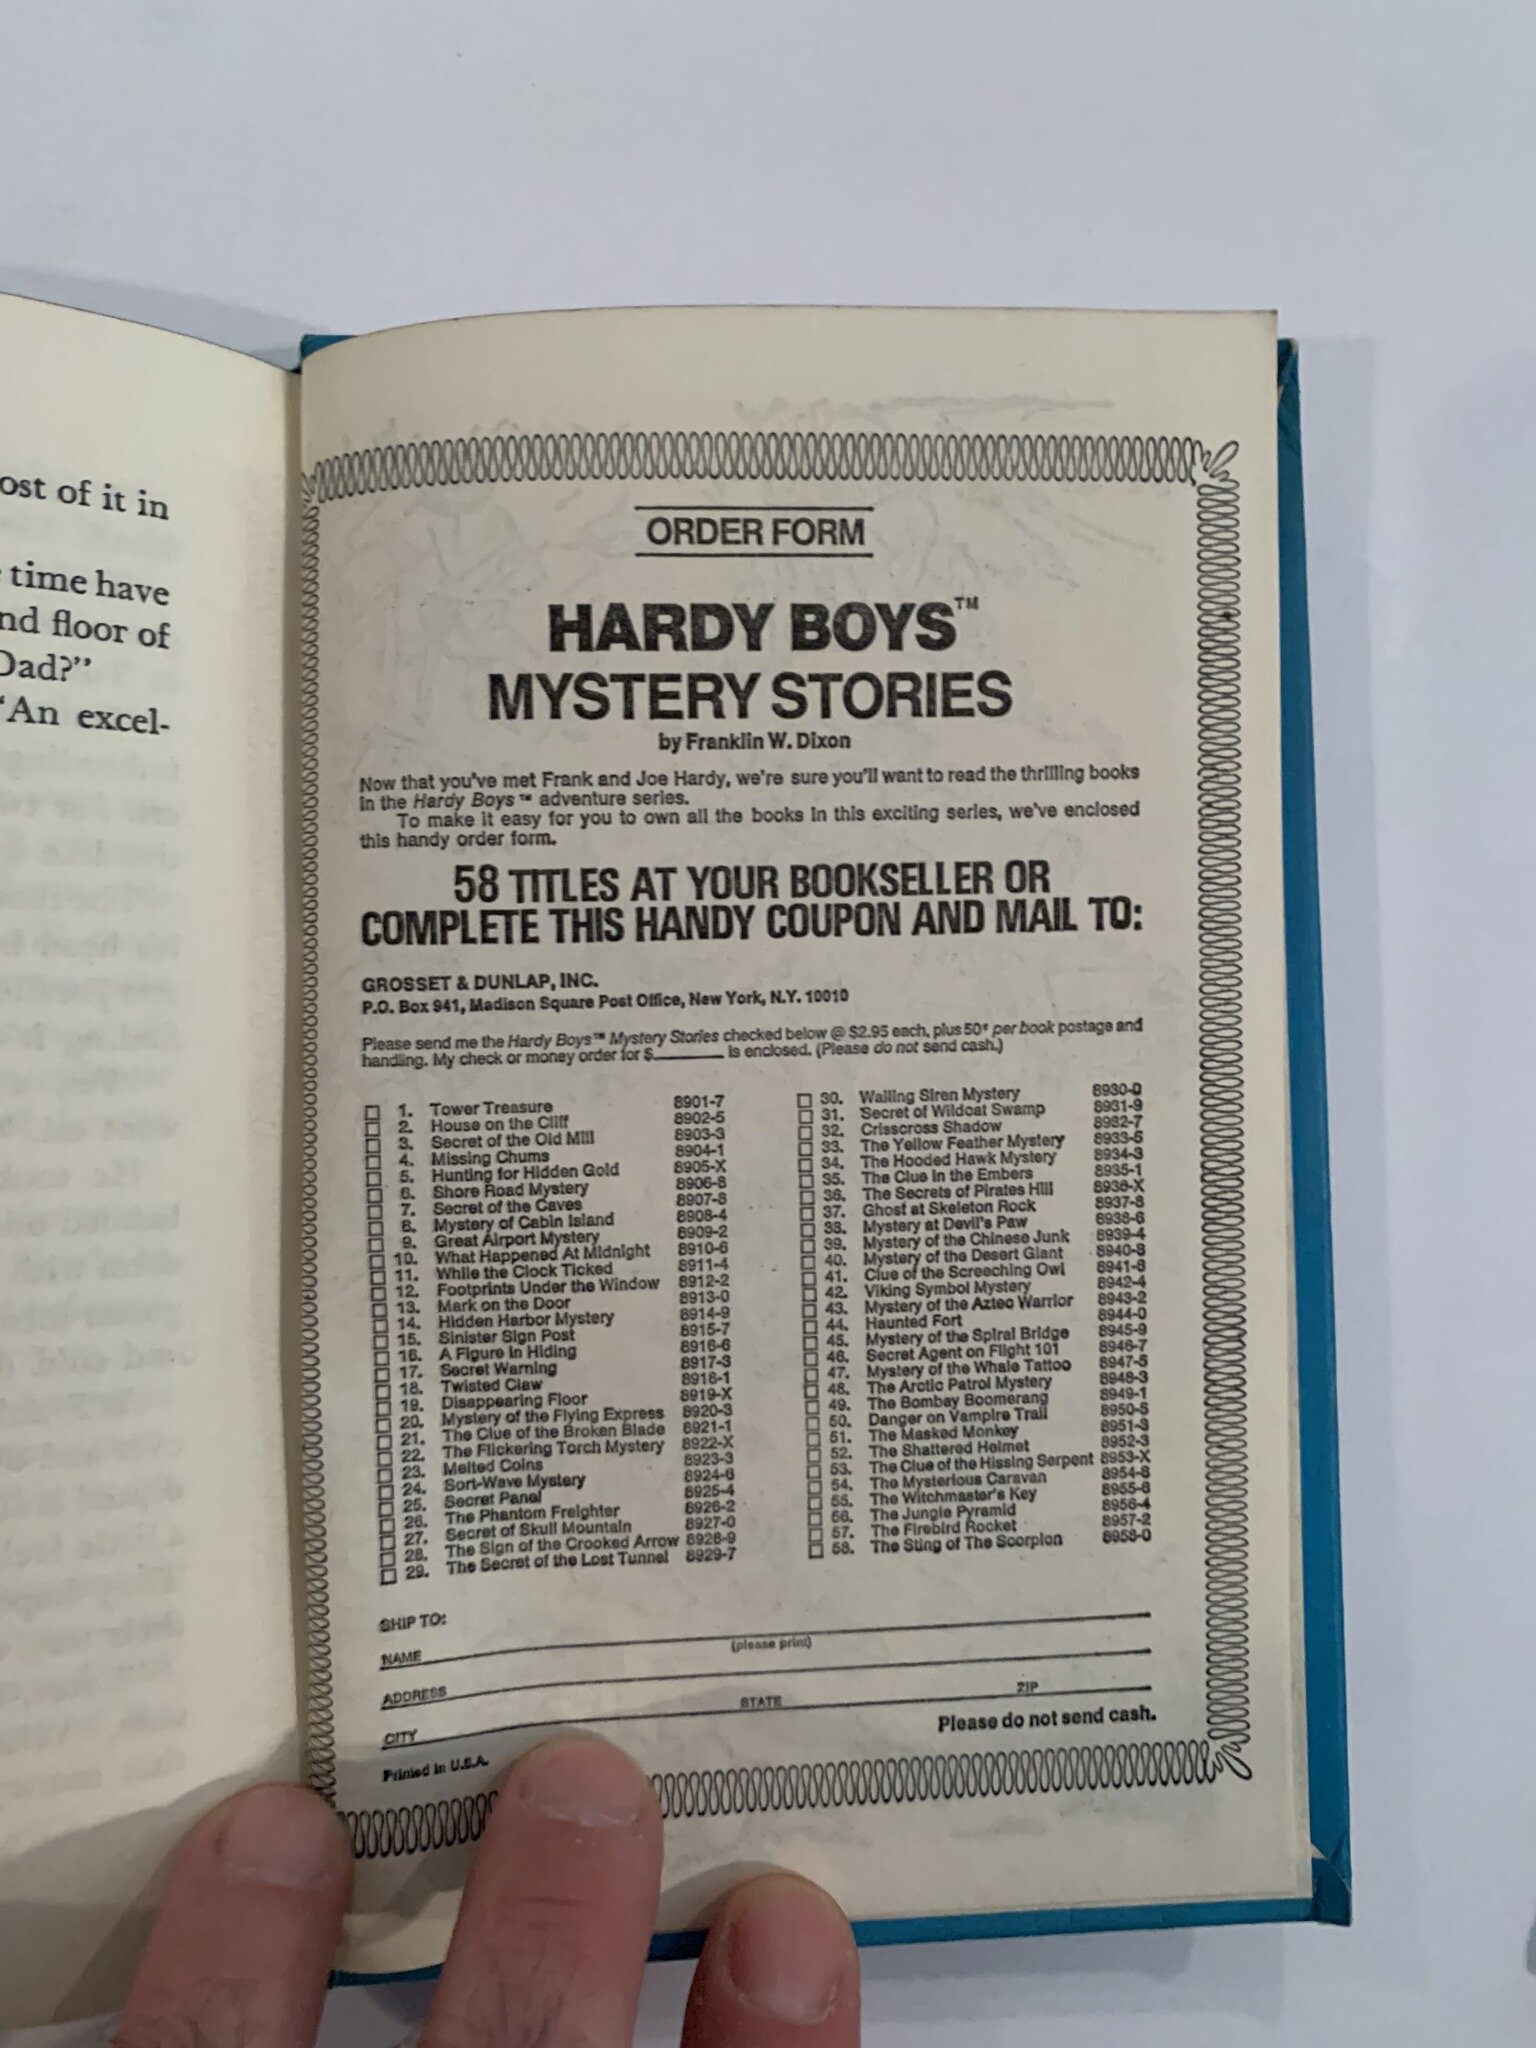 ost of it in
time have
nd floor of
Dad?”
“An excel-
ORDER FORM
HARDY BOYS™
MYSTERY STORIES
by Franklin W. Dixon
Now that you've met Frank and Joe Hardy, we're sure you'll want to read the thrilling books
in the Hardy Boys™ adventure series.
To make it easy for you to own all the books in this exciting series, we've enclosed
this handy order form.
58 TITLES AT YOUR BOOKSELLER OR
COMPLETE THIS HANDY COUPON AND MAIL TO:
GROSSET & DUNLAP, INC.
P.O. Box 941, Madison Square Post Office, New York, N.Y. 10010
Please send me the Hardy Boys™ Mystery Stories checked below @ $2.95 each, plus 50¢ per book postage and
handling. My check or money order for $________ is enclosed. (Please do not send cash.)
1. Tower Treasure 8901-7
2. House on the Cliff 8902-5
3. Secret of the Old Mill 8903-3
4. Missing Chums 8904-1
5. Hunting for Hidden Gold 8905-X
6. Shore Road Mystery 8906-8
7. Secret of the Caves 8907-8
8. Mystery of Cabin Island 8908-4
9. Great Airport Mystery 8909-2
10. What Happened At Midnight 8910-6
11. While the Clock Ticked 8911-4
12. Footprints Under the Window 8912-2
13. Mark on the Door 8913-0
14. Hidden Harbor Mystery 8914-9
15. Sinister Sign Post 8915-7
16. A Figure in Hiding 8916-6
17. Secret Warning 8917-3
18. Twisted Claw 8918-1
19. Disappearing Floor 8919-X
20. Mystery of the Flying Express 8920-3
21. The Clue of the Broken Blade 8921-1
22. The Flickering Torch Mystery 8922-X
23. Melted Coins 8923-3
24. Sort-Wave Mystery 8924-6
25. Secret Panel 8925-4
26. The Phantom Freighter 8926-2
27. Secret of Skull Mountain 8927-0
28. The Sign of the Crooked Arrow 8928-9
29. The Secret of the Lost Tunnel 8929-7
30. Wailing Siren Mystery 8930-0
31. Secret of Wildcat Swamp 8931-9
32. Crisscross Shadow 8932-7
33. The Yellow Feather Mystery 8933-5
34. The Hooded Hawk Mystery 8934-3
35. The Clue in the Embers 8935-1
36. The Secrets of Pirates Hill 8936-X
37. Ghost at Skeleton Rock 8937-8
38. Mystery at Devil's Paw 8938-6
39. Mystery of the Chinese Junk 8939-4
40. Mystery of the Desert Giant 8940-8
41. Clue of the Screeching Owl 8941-8
42. Viking Symbol Mystery 8942-4
43. Mystery of the Aztec Warrior 8943-2
44. Haunted Fort 8944-0
45. Mystery of the Spiral Bridge 8945-9
46. Secret Agent on Flight 101 8946-7
47. Mystery of the Whale Tattoo 8947-5
48. The Arctic Patrol Mystery 8948-3
49. The Bombay Boomerang 8949-1
50. Danger on Vampire Trail 8950-5
51. The Masked Monkey 8951-3
52. The Shattered Helmet 8952-3
53. The Clue of the Hissing Serpent 8953-X
54. The Mysterious Caravan 8954-8
55. The Witchmaster's Key 8955-6
56. The Jungle Pyramid 8956-4
57. The Firebird Rocket 8957-2
58. The Sting of The Scorpion 8958-0
SHIP TO:
NAME
(please print)
ADDRESS
CITY STATE ZIP
Please do not send cash.
Printed in U.S.A.